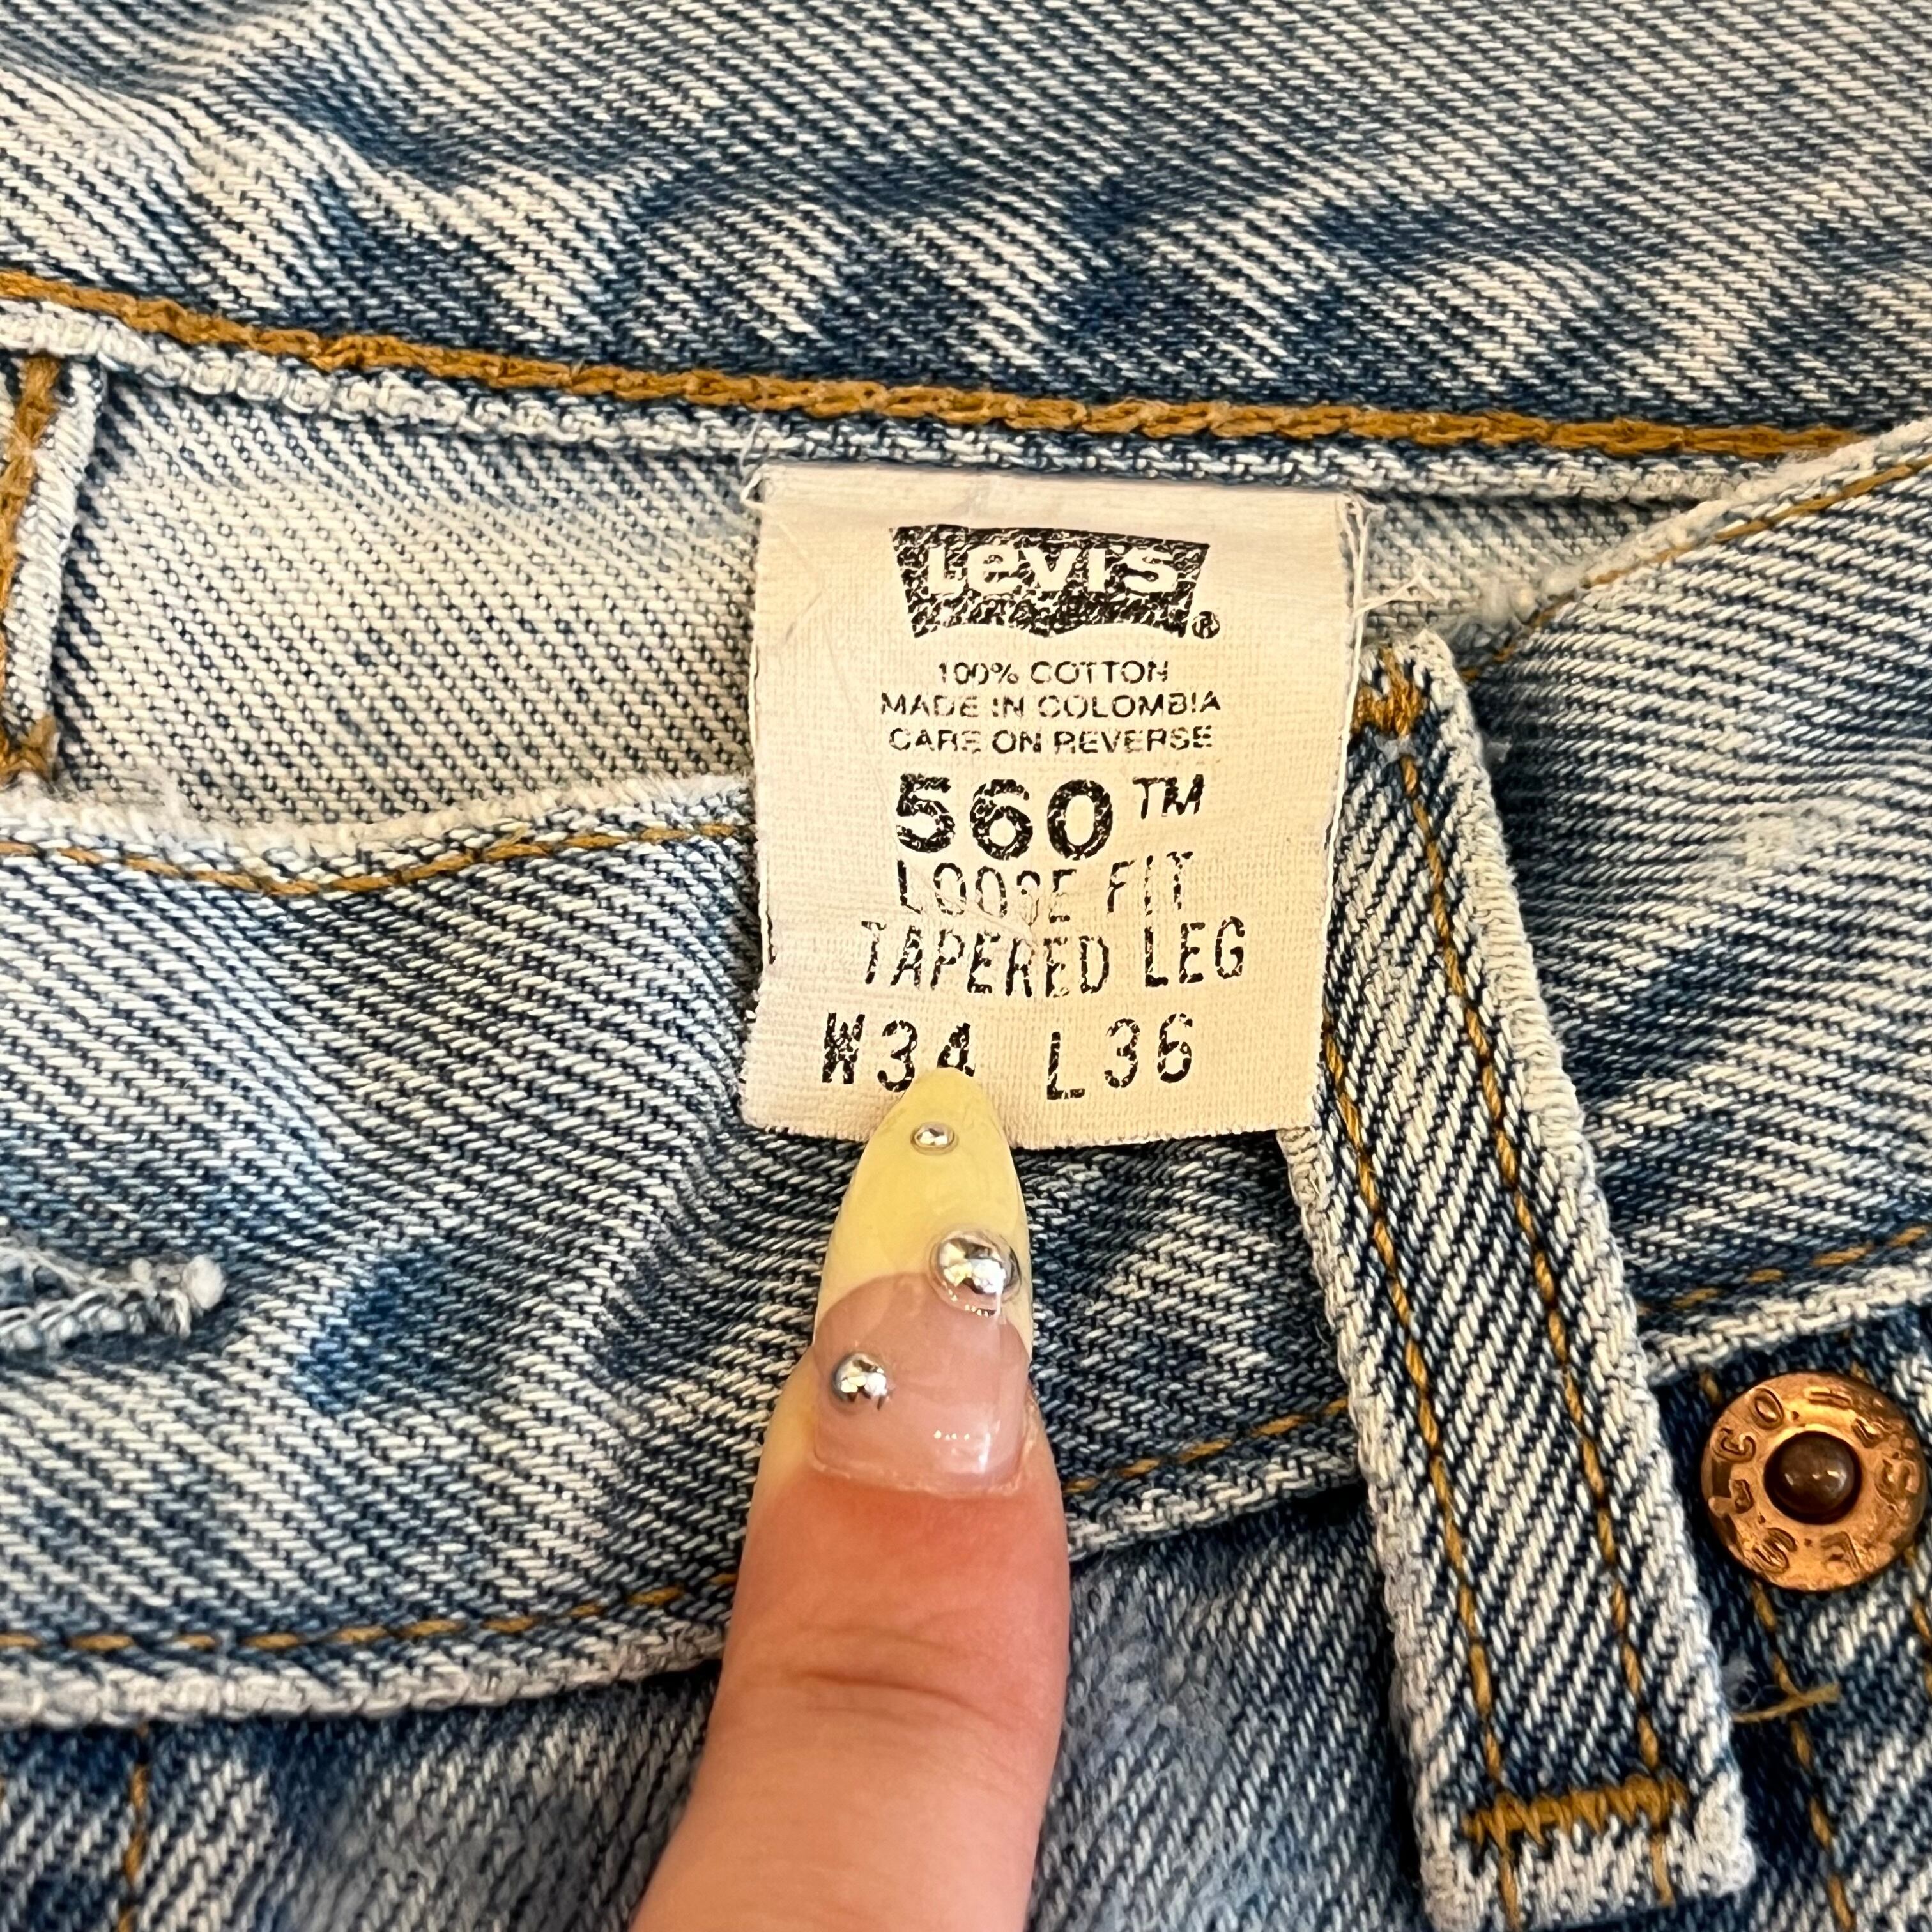 Levi's®
100% COTTON
MADE IN COLOMBIA
CARE ON REVERSE
560™
LOOSE FIT
TAPERED LEG
W34 L36